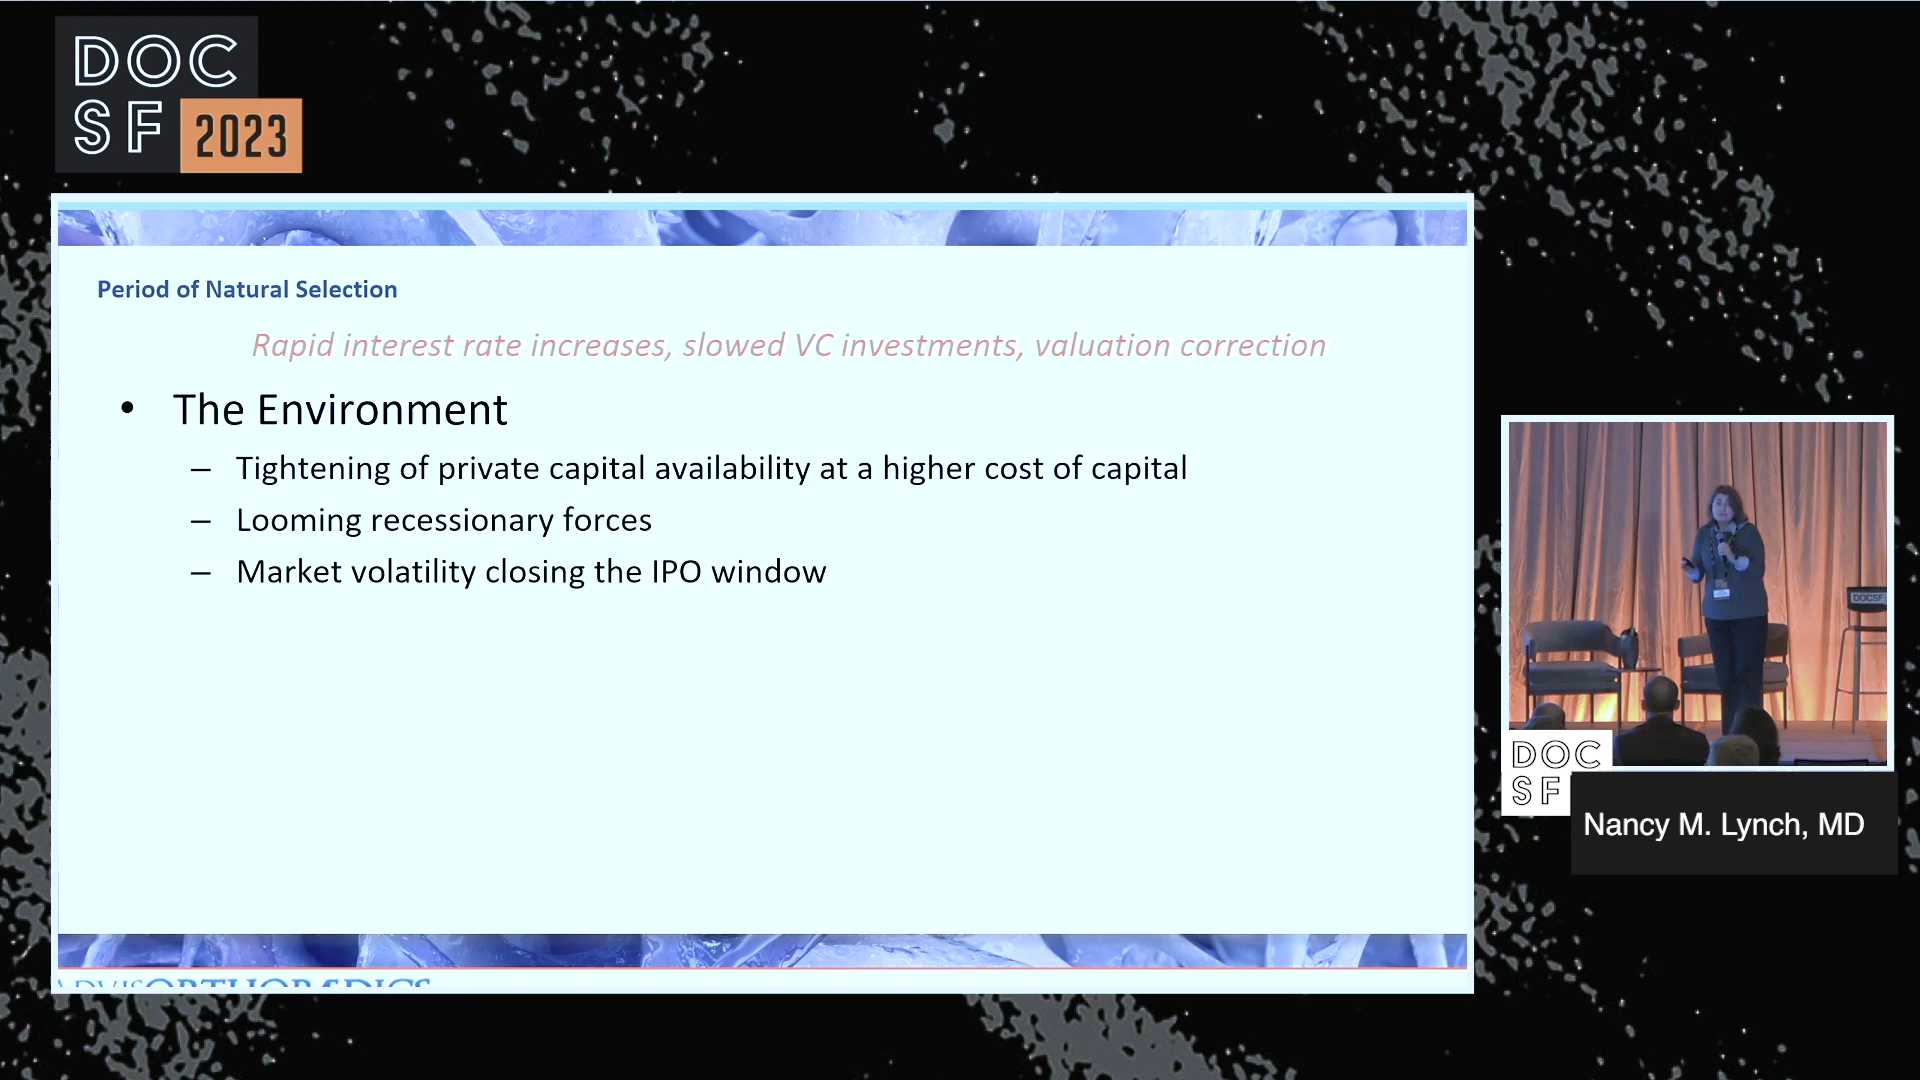 DOC
SF 2023
Period of Natural Selection
Rapid interest rate increases, slowed VC investments, valuation correction
• The Environment
– Tightening of private capital availability at a higher cost of capital
– Looming recessionary forces
– Market volatility closing the IPO window
DOCSF
DOC
SF
Nancy M. Lynch, MD